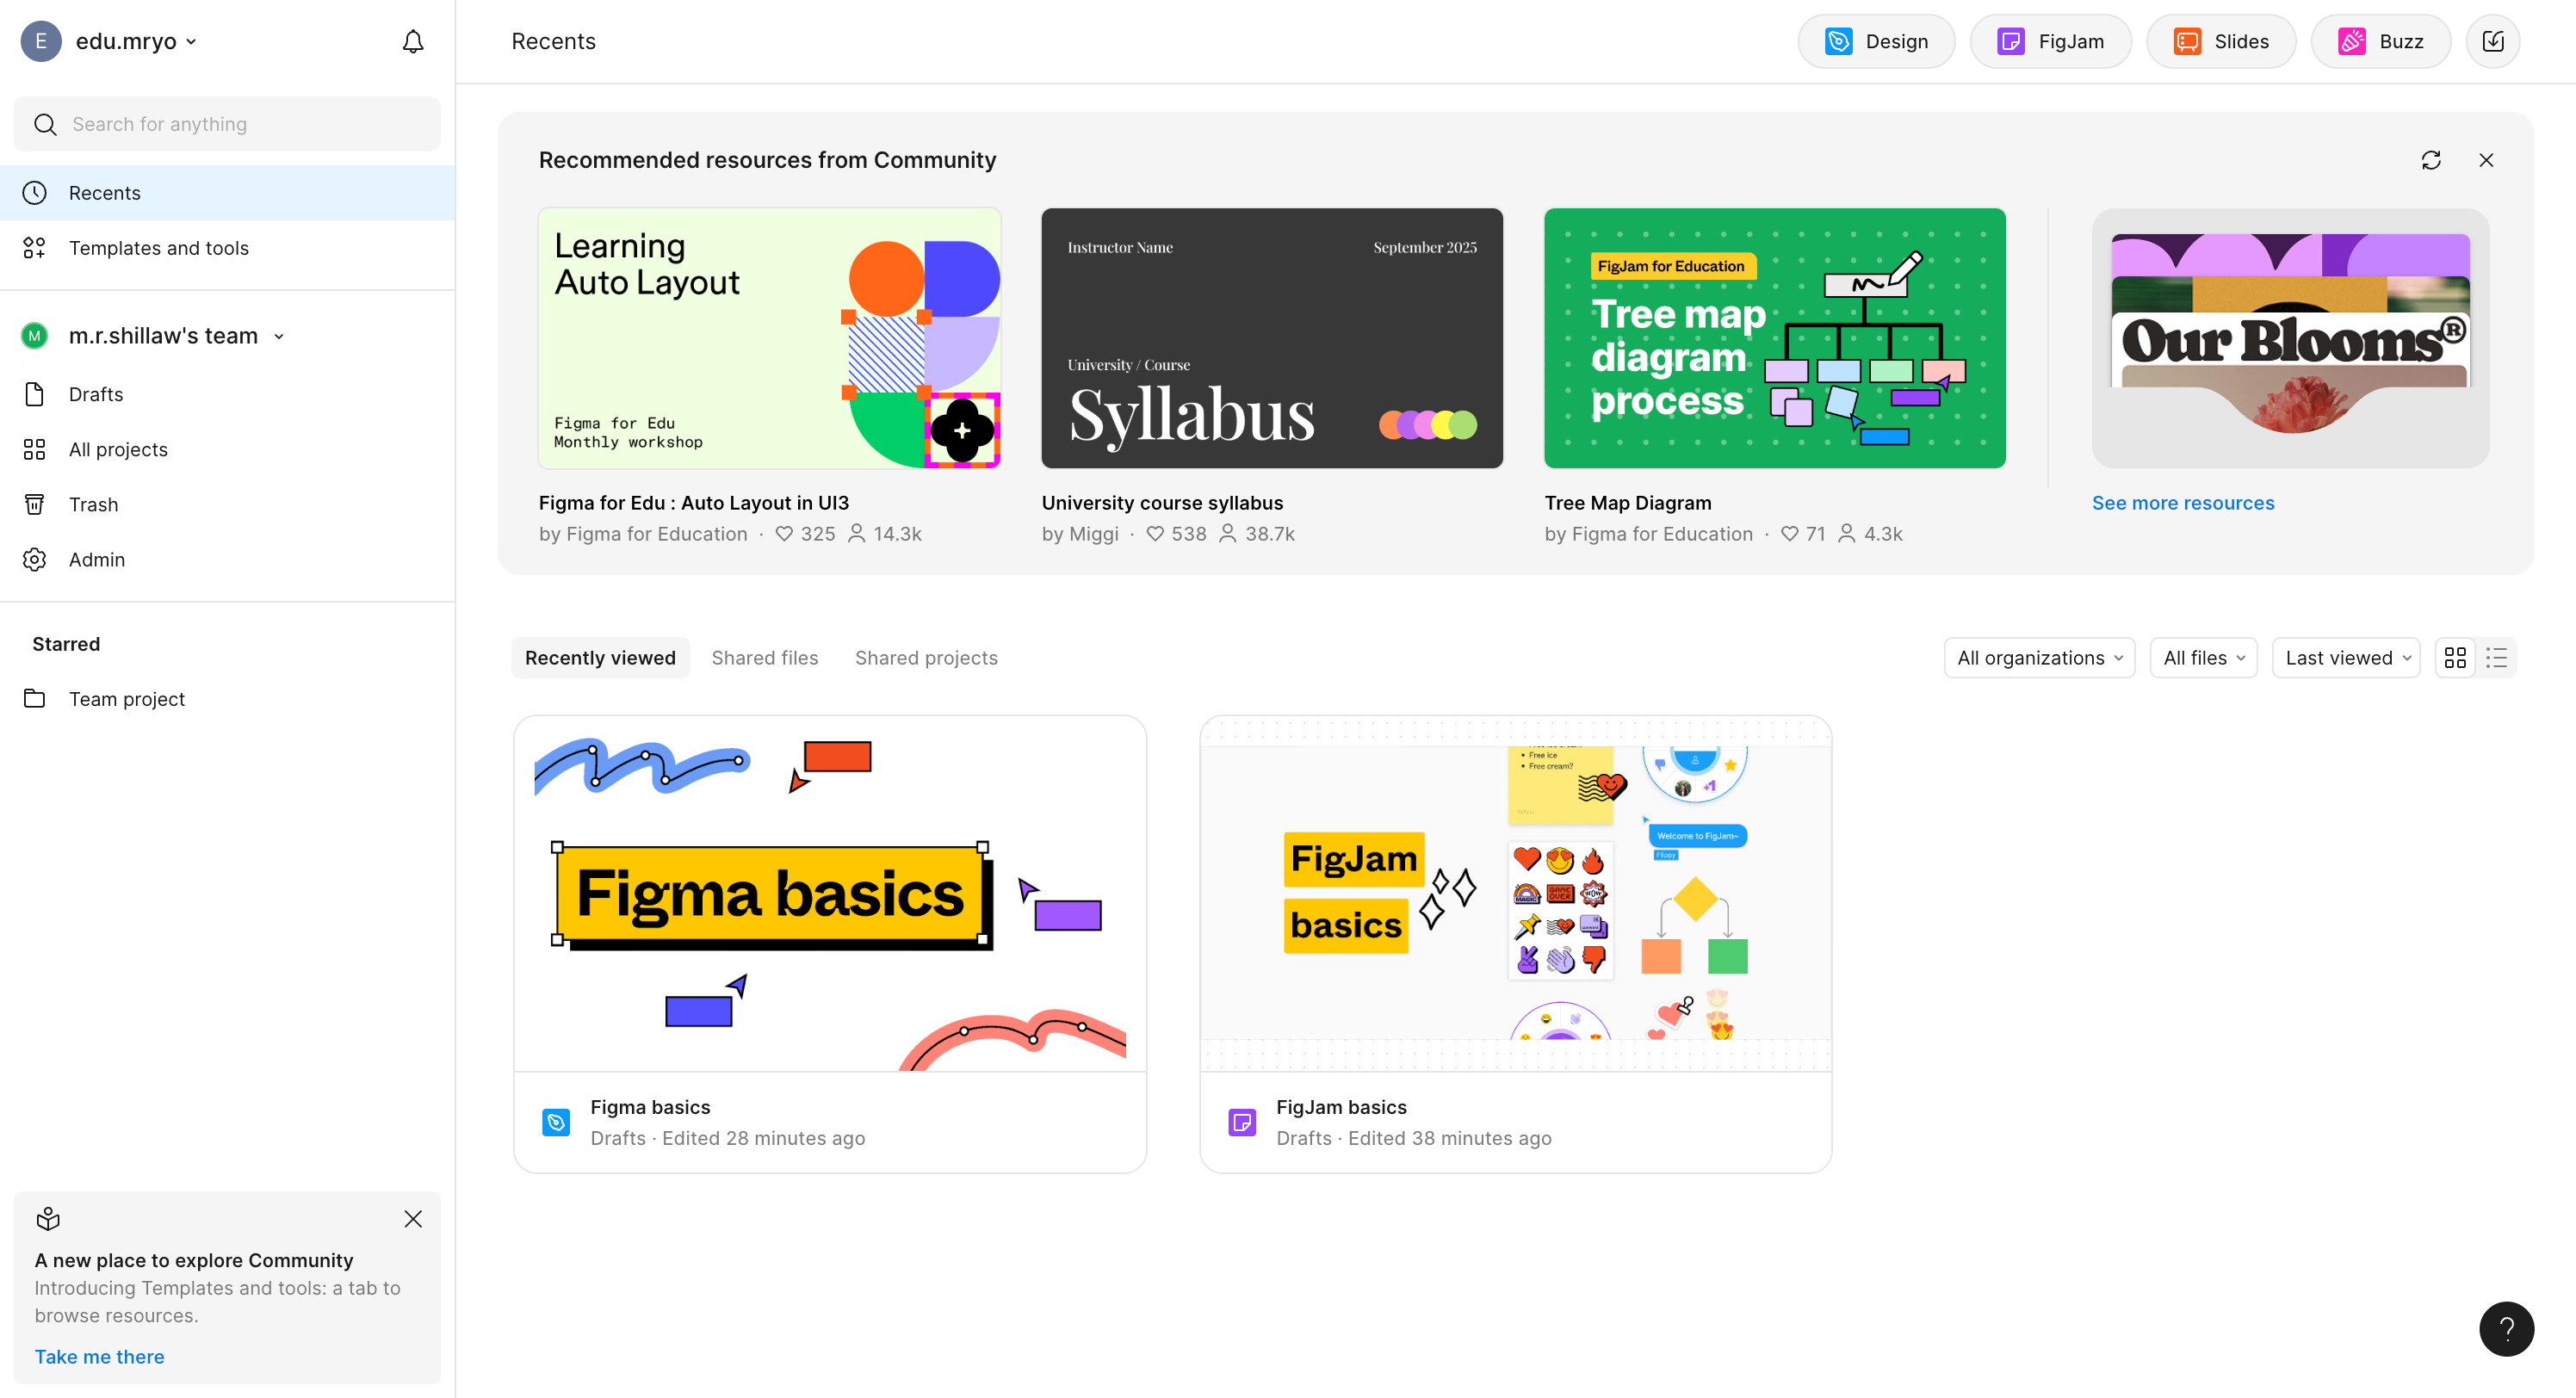 E edu.mryo
Search for anything
Recents
Templates and tools
M m.r.shillaw's team
Drafts
All projects
Trash
Admin
Starred
Team project
A new place to explore Community
Introducing Templates and tools: a tab to
browse resources.
Take me there
Recents
Design
FigJam
Slides
Buzz
Recommended resources from Community
Learning
Auto Layout
Figma for Edu
Monthly workshop
Figma for Edu : Auto Layout in UI3
by Figma for Education · 325 14.3k
Instructor Name
September 2025
University / Course
Syllabus
University course syllabus
by Miggi · 538 38.7k
FigJam for Education
Tree map
diagram
process
Tree Map Diagram
by Figma for Education · 71 4.3k
Our Blooms®
See more resources
Recently viewed
Shared files
Shared projects
All organizations
All files
Last viewed
Figma basics
Figma basics
Drafts · Edited 28 minutes ago
FigJam
basics
Free ice
Free cream?
+1
Welcome to FigJam~
GAME OVER
WOW
FigJam basics
Drafts · Edited 38 minutes ago
?